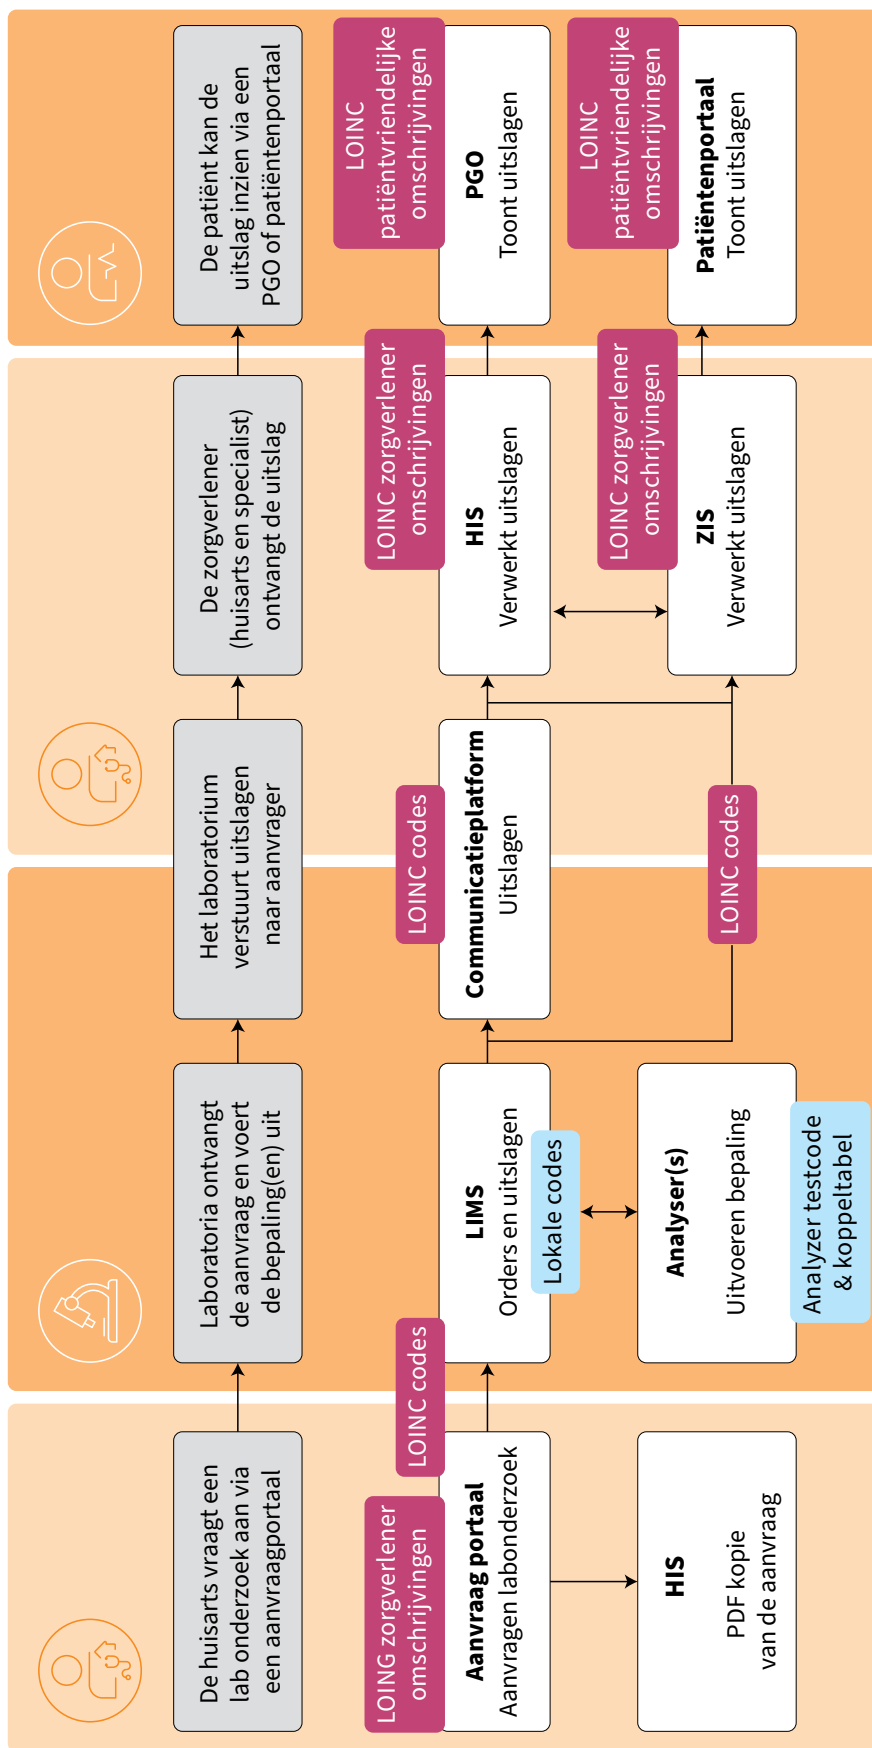 De huisarts vraagt een
lab onderzoek aan via
een aanvraagportaal
Laboratoria ontvangt
de aanvraag en voert
de bepaling(en) uit
Het laboratorium
verstuurt uitslagen
naar aanvrager
De zorgverlener
(huisarts en specialist)
ontvangt de uitslag
De patiënt kan de
uitslag inzien via een
PGO of patiëntenportaal
LOING zorgverlener
omschrijvingen
LOINC codes
Aanvraag portaal
Aanvragen labonderzoek
LIMS
Orders en uitslagen
Lokale codes
LOINC codes
Communicatieplatform
Uitslagen
LOINC zorgverlener
omschrijvingen
HIS
Verwerkt uitslagen
LOINC
patiëntvriendelijke
omschrijvingen
PGO
Toont uitslagen
HIS
PDF kopie
van de aanvraag
Analyser(s)
Uitvoeren bepaling
Analyzer testcode
& koppeltabel
LOINC codes
LOINC zorgverlener
omschrijvingen
ZIS
Verwerkt uitslagen
LOINC
patiëntvriendelijke
omschrijvingen
Patiëntenportaal
Toont uitslagen